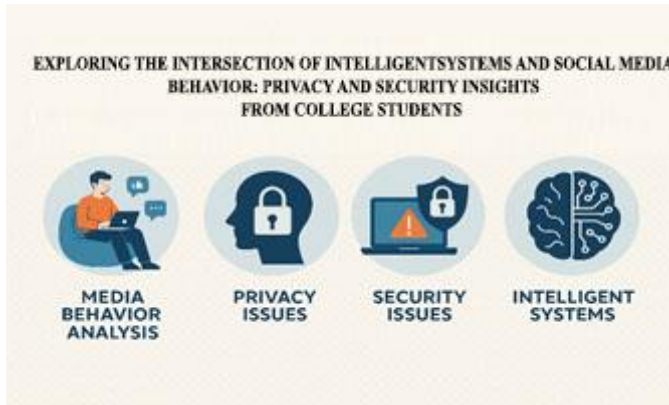 EXPLORING THE INTERSECTION OF INTELLIGENTSYSTEMS AND SOCIAL MEDIA
BEHAVIOR: PRIVACY AND SECURITY INSIGHTS
FROM COLLEGE STUDENTS
MEDIA
BEHAVIOR
ANALYSIS
PRIVACY
ISSUES
SECURITY
ISSUES
INTELLIGENT
SYSTEMS